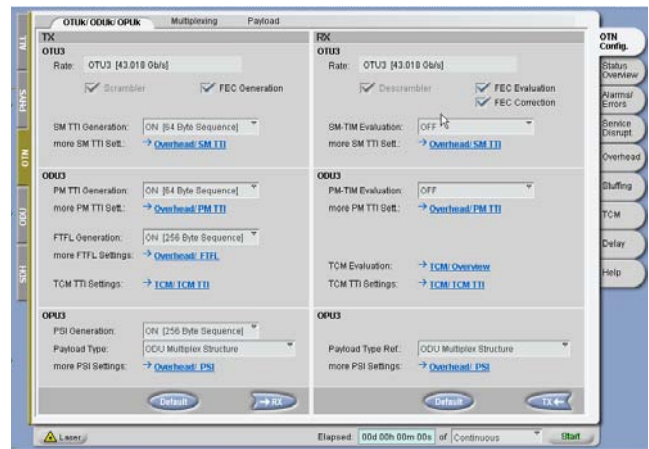 OTUk/ ODUk/ OPUk
Multiplexing
Payload
ALL
PHYS
OTN
ODU
SDH
TX
OTU3
Rate: OTU3 [43.018 Gb/s]
Scrambler
FEC Generation
SM TTI Generation: ON [64 Byte Sequence]
more SM TTI Sett.: → Overhead/ SM TTI
ODU3
PM TTI Generation: ON [64 Byte Sequence]
more PM TTI Sett.: → Overhead/ PM TTI
FTFL Generation: ON [256 Byte Sequence]
more FTFL Settings: → Overhead/ FTFL
TCM TTI Settings: → TCM/ TCM TTI
OPU3
PSI Generation: ON [256 Byte Sequence]
Payload Type: ODU Multiplex Structure
more PSI Settings: → Overhead/ PSI
Default
→ RX
RX
OTU3
Rate: OTU3 [43.018 Gb/s]
Descrambler
FEC Evaluation
FEC Correction
SM-TIM Evaluation: OFF
more SM TTI Sett.: → Overhead/ SM TTI
ODU3
PM-TIM Evaluation: OFF
more PM TTI Sett.: → Overhead/ PM TTI
TCM Evaluation: → TCM/ Overview
TCM TTI Settings: → TCM/ TCM TTI
OPU3
Payload Type Ref.: ODU Multiplex Structure
more PSI Settings: → Overhead/ PSI
Default
TX ←
OTN
Config.
Status
Overview
Alarms/
Errors
Service
Disrupt.
Overhead
Stuffing
TCM
Delay
Help
Laser
Elapsed: 00d 00h 00m 00s of Continuous
Start